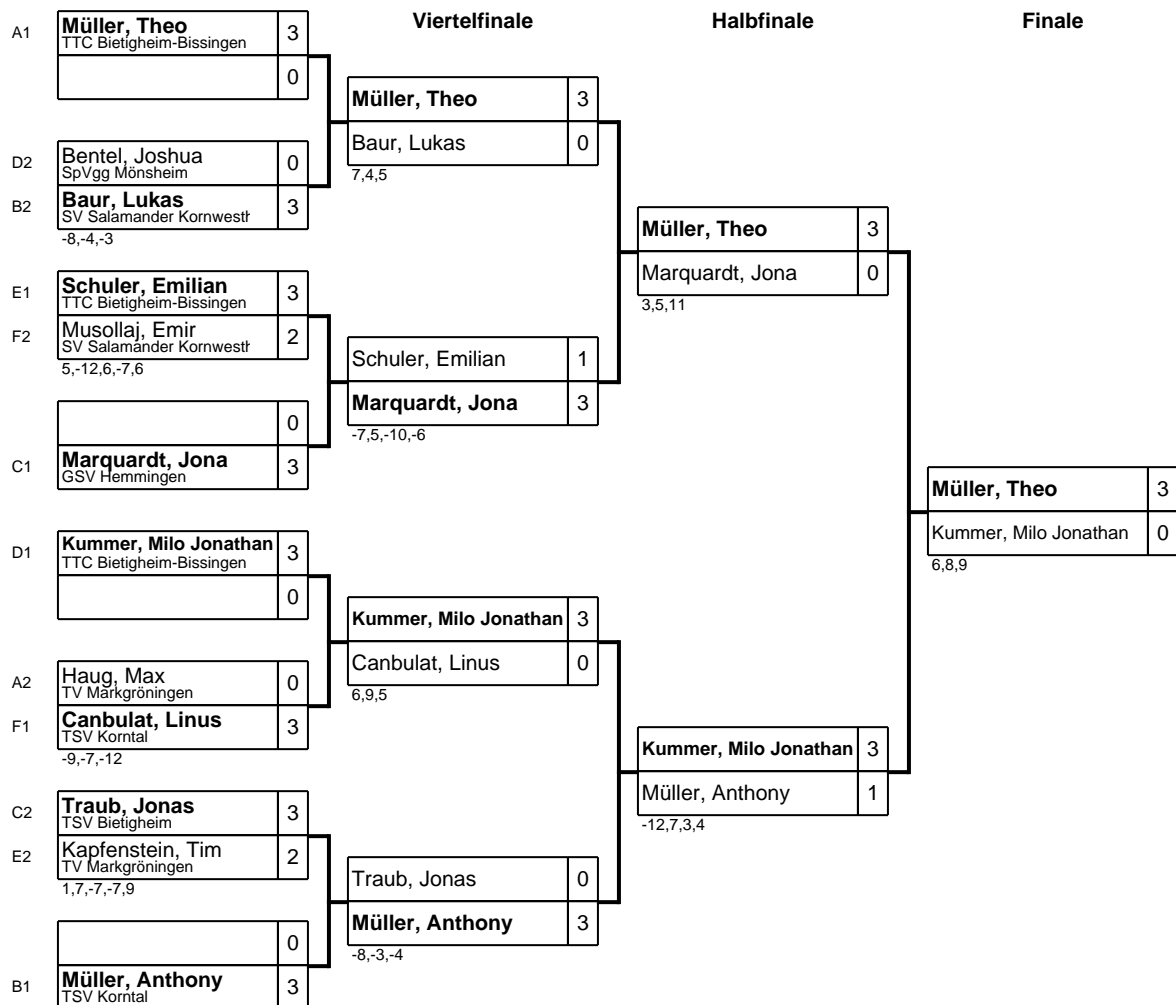 Viertelfinale
Halbfinale
Finale
A1
Müller, Theo
TTC Bietigheim-Bissingen
3
0
D2
Bentel, Joshua
SpVgg Mönsheim
0
B2
Baur, Lukas
SV Salamander Kornwesth
3
-8,-4,-3
E1
Schuler, Emilian
TTC Bietigheim-Bissingen
3
F2
Musollaj, Emir
SV Salamander Kornwesth
2
5,-12,6,-7,6
0
C1
Marquardt, Jona
GSV Hemmingen
3
D1
Kummer, Milo Jonathan
TTC Bietigheim-Bissingen
3
0
A2
Haug, Max
TV Markgröningen
0
F1
Canbulat, Linus
TSV Korntal
3
-9,-7,-12
C2
Traub, Jonas
TSV Bietigheim
3
E2
Kapfenstein, Tim
TV Markgröningen
2
1,7,-7,-7,9
0
B1
Müller, Anthony
TSV Korntal
3
Müller, Theo 3
Baur, Lukas 0
7,4,5
Schuler, Emilian 1
Marquardt, Jona 3
-7,5,-10,-6
Kummer, Milo Jonathan 3
Canbulat, Linus 0
6,9,5
Traub, Jonas 0
Müller, Anthony 3
-8,-3,-4
Müller, Theo 3
Marquardt, Jona 0
3,5,11
Kummer, Milo Jonathan 3
Müller, Anthony 1
-12,7,3,4
Müller, Theo 3
Kummer, Milo Jonathan 0
6,8,9